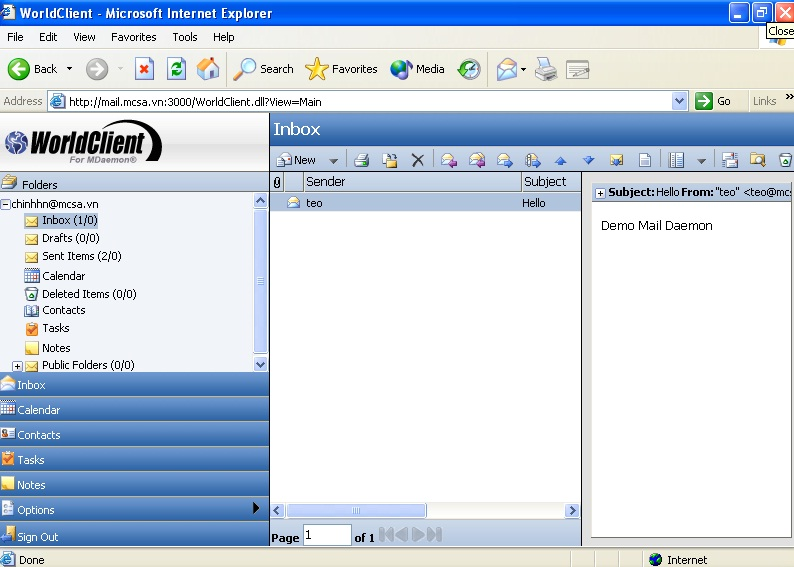 WorldClient - Microsoft Internet Explorer
Close
File Edit View Favorites Tools Help
Back Search Favorites Media
Address http://mail.mcsa.vn:3000/WorldClient.dll?View=Main Go Links »
WorldClient
For MDaemon®
Inbox
New
Folders
Sender Subject
teo Hello
Subject: Hello From: "teo" <teo@mcs
Demo Mail Daemon
chinhhn@mcsa.vn
Inbox (1/0)
Drafts (0/0)
Sent Items (2/0)
Calendar
Deleted Items (0/0)
Contacts
Tasks
Notes
Public Folders (0/0)
Inbox
Calendar
Contacts
Tasks
Notes
Options
Sign Out
Page 1 of 1
Done Internet